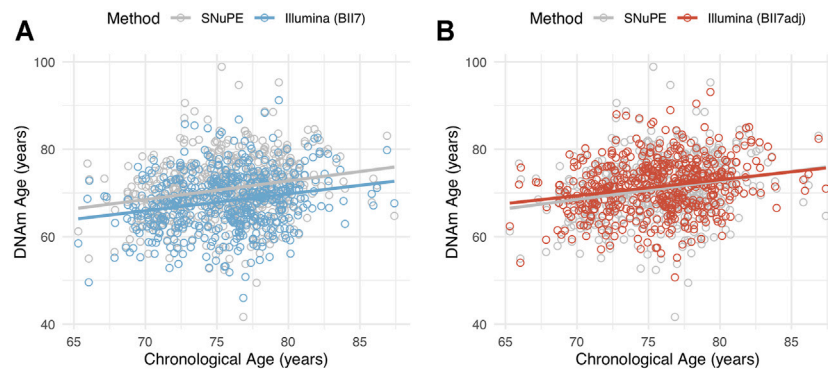 A
Method SNuPE Illumina (BII7)
100
80
60
40
DNAm Age (years)
65 70 75 80 85
Chronological Age (years)
B
Method SNuPE Illumina (BII7adj)
100
80
60
40
DNAm Age (years)
65 70 75 80 85
Chronological Age (years)